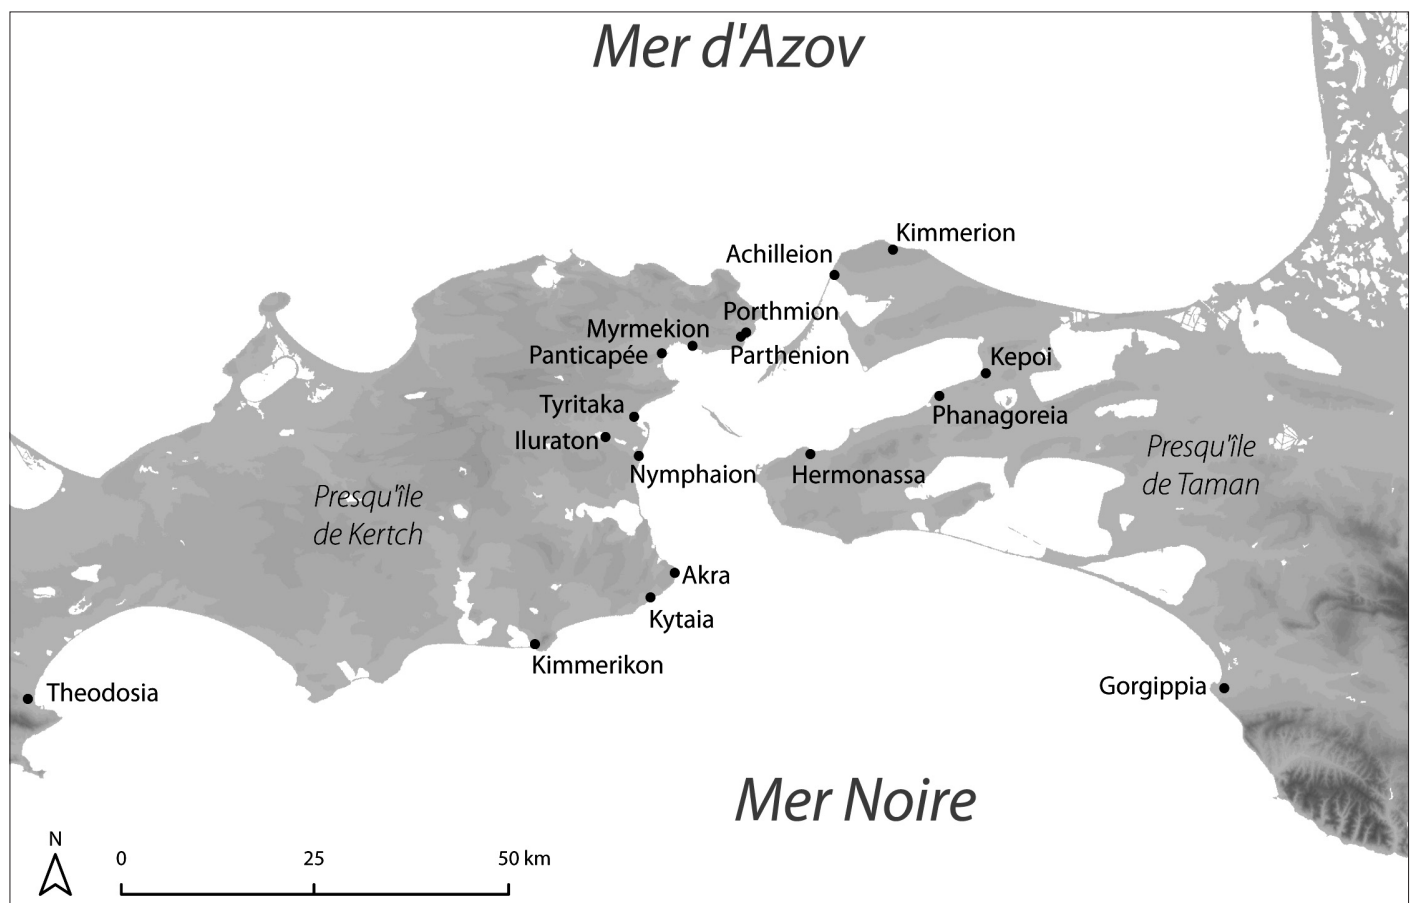 Mer d'Azov
Kimmerion
Achilleion
Porthmion
Myrmekion
Panticapée
Parthenion
Kepoi
Tyritaka
Phanagoreia
Iluraton
Nymphaion
Hermonassa
Presqu'île
de Taman
Presqu'île
de Kertch
Akra
Kytaia
Kimmerikon
Theodosia
Gorgippia
Mer Noire
N
0 25 50 km